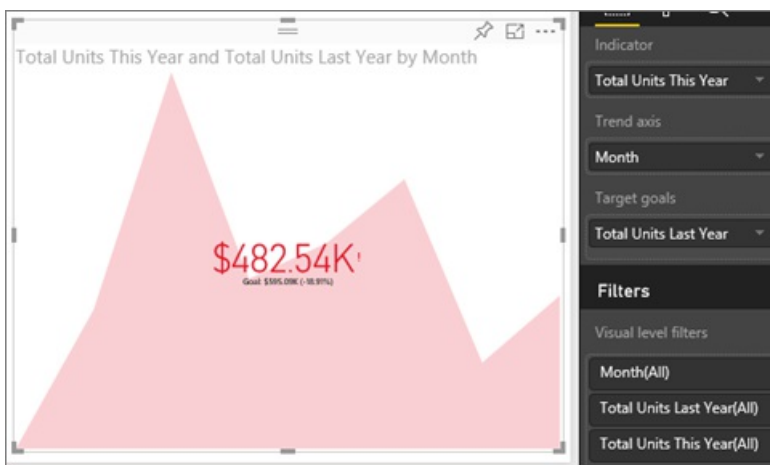 Total Units This Year and Total Units Last Year by Month
$482.54K!
Goal: $595.09K (-18.91%)
Indicator
Total Units This Year
Trend axis
Month
Target goals
Total Units Last Year
Filters
Visual level filters
Month(All)
Total Units Last Year(All)
Total Units This Year(All)